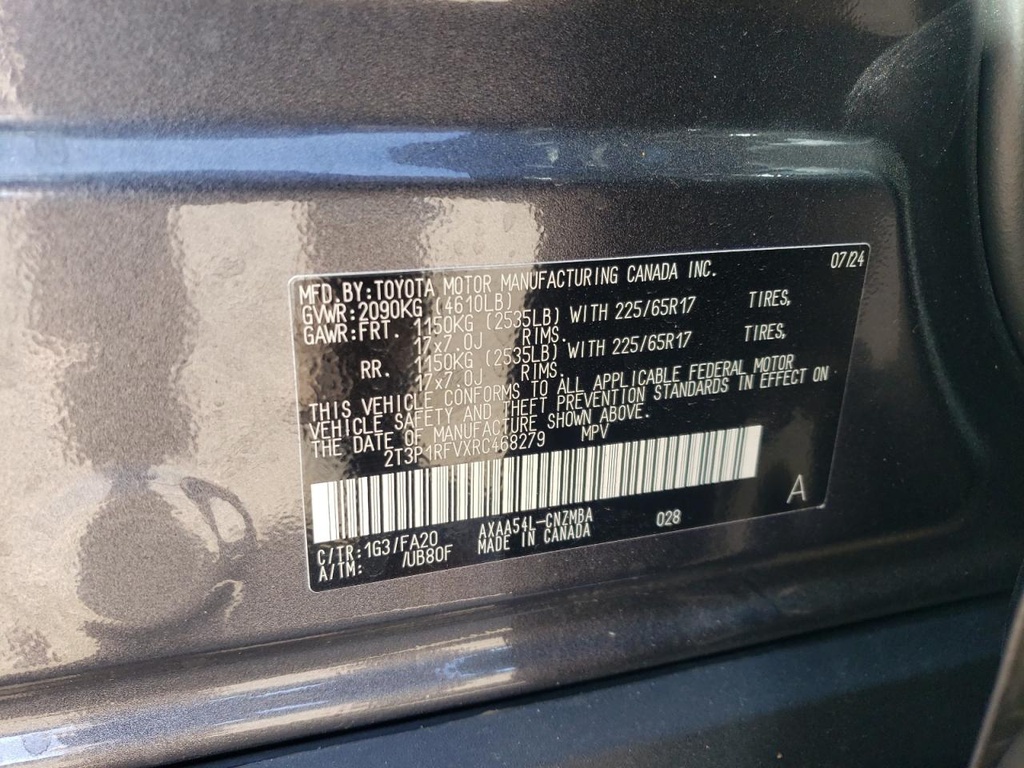 07/24
MFD.BY:TOYOTA MOTOR MANUFACTURING CANADA INC.
GVWR:2090KG (4610LB)
GAWR:FRT. 1150KG (2535LB) WITH 225/65R17 TIRES,
17x7.0J RIMS.
RR. 1150KG (2535LB) WITH 225/65R17 TIRES,
17x7.0J RIMS.
THIS VEHICLE CONFORMS TO ALL APPLICABLE FEDERAL MOTOR
VEHICLE SAFETY AND THEFT PREVENTION STANDARDS IN EFFECT ON
THE DATE OF MANUFACTURE SHOWN ABOVE.
2T3P1RFVXRC468279 MPV
A
C/TR:1G3/FA20 AXAA54L-CNZMBA 028
A/TM: /UB80F MADE IN CANADA